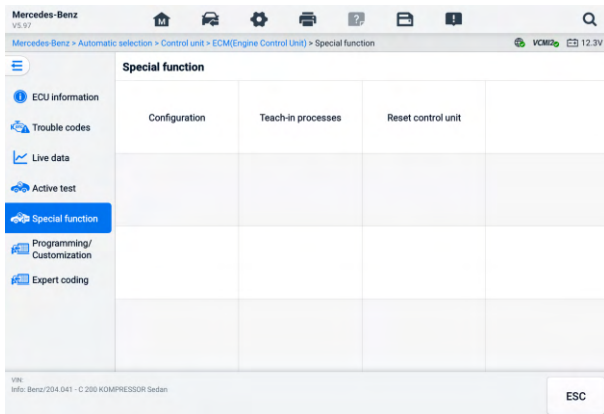 Mercedes-Benz
V5.97
Mercedes-Benz > Automatic selection > Control unit > ECM(Engine Control Unit) > Special function
VCMI2 12.3V
Special function
ECU information
Trouble codes
Live data
Active test
Special function
Programming/
Customization
Expert coding
Configuration Teach-in processes Reset control unit
VIN:
Info: Benz/204.041 - C 200 KOMPRESSOR Sedan
ESC